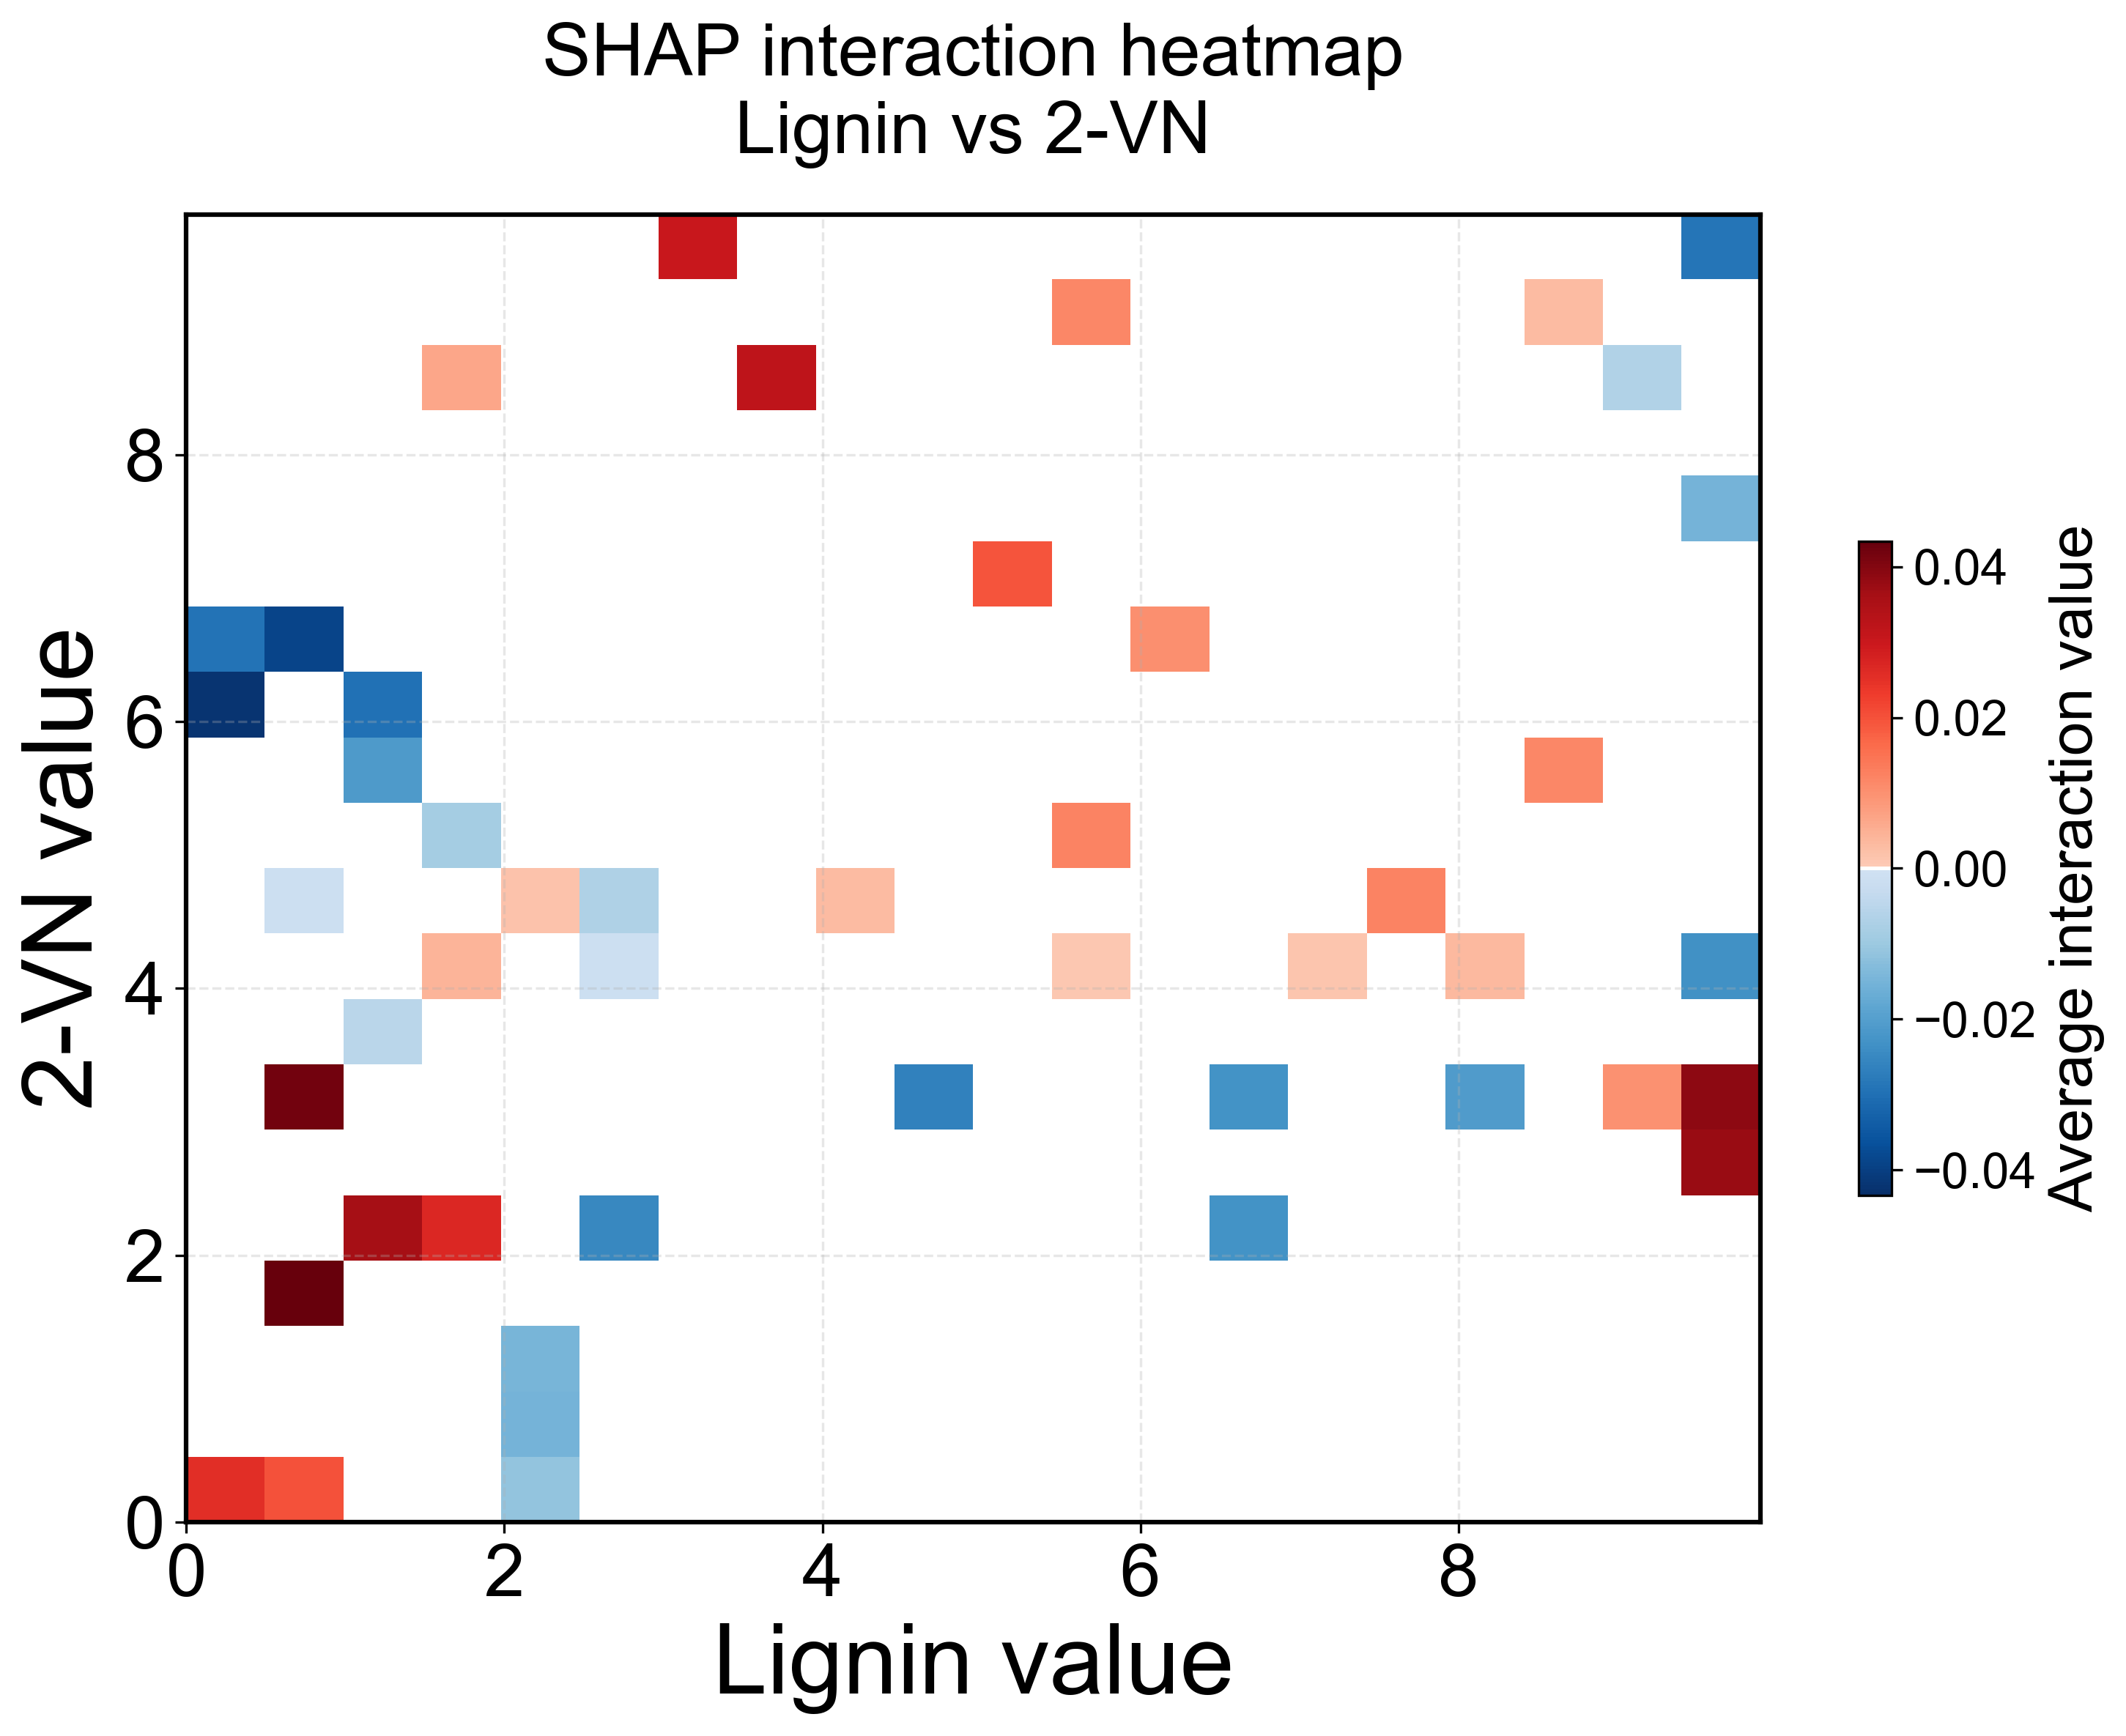 SHAP interaction heatmap
Lignin vs 2-VN
2-VN value
8
6
4
2
0
0 2 4 6 8
Lignin value
0.04
0.02
0.00
−0.02
−0.04
Average interaction value